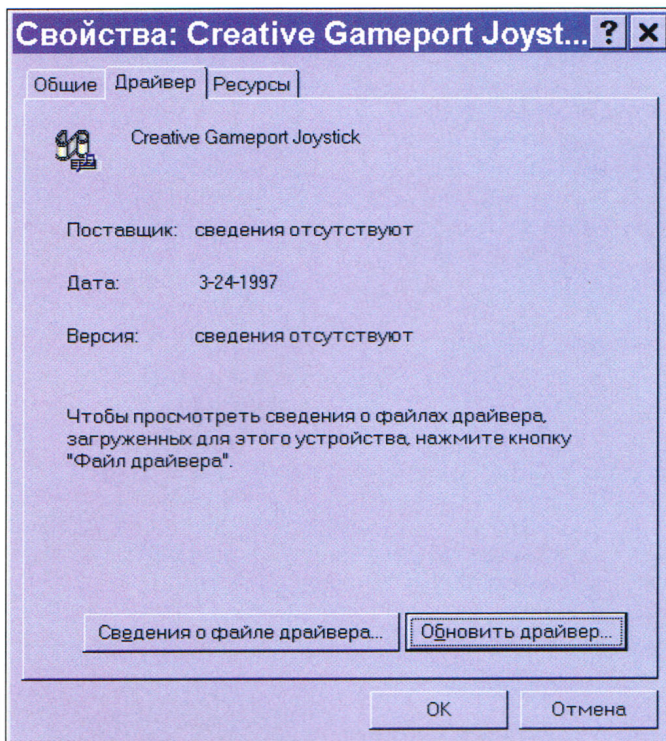 Свойства: Creative Gameport Joyst...
Общие Драйвер Ресурсы
Creative Gameport Joystick
Поставщик: сведения отсутствуют
Дата: 3-24-1997
Версия: сведения отсутствуют
Чтобы просмотреть сведения о файлах драйвера,
загруженных для этого устройства, нажмите кнопку
"Файл драйвера".
Сведения о файле драйвера... Обновить драйвер...
OK Отмена